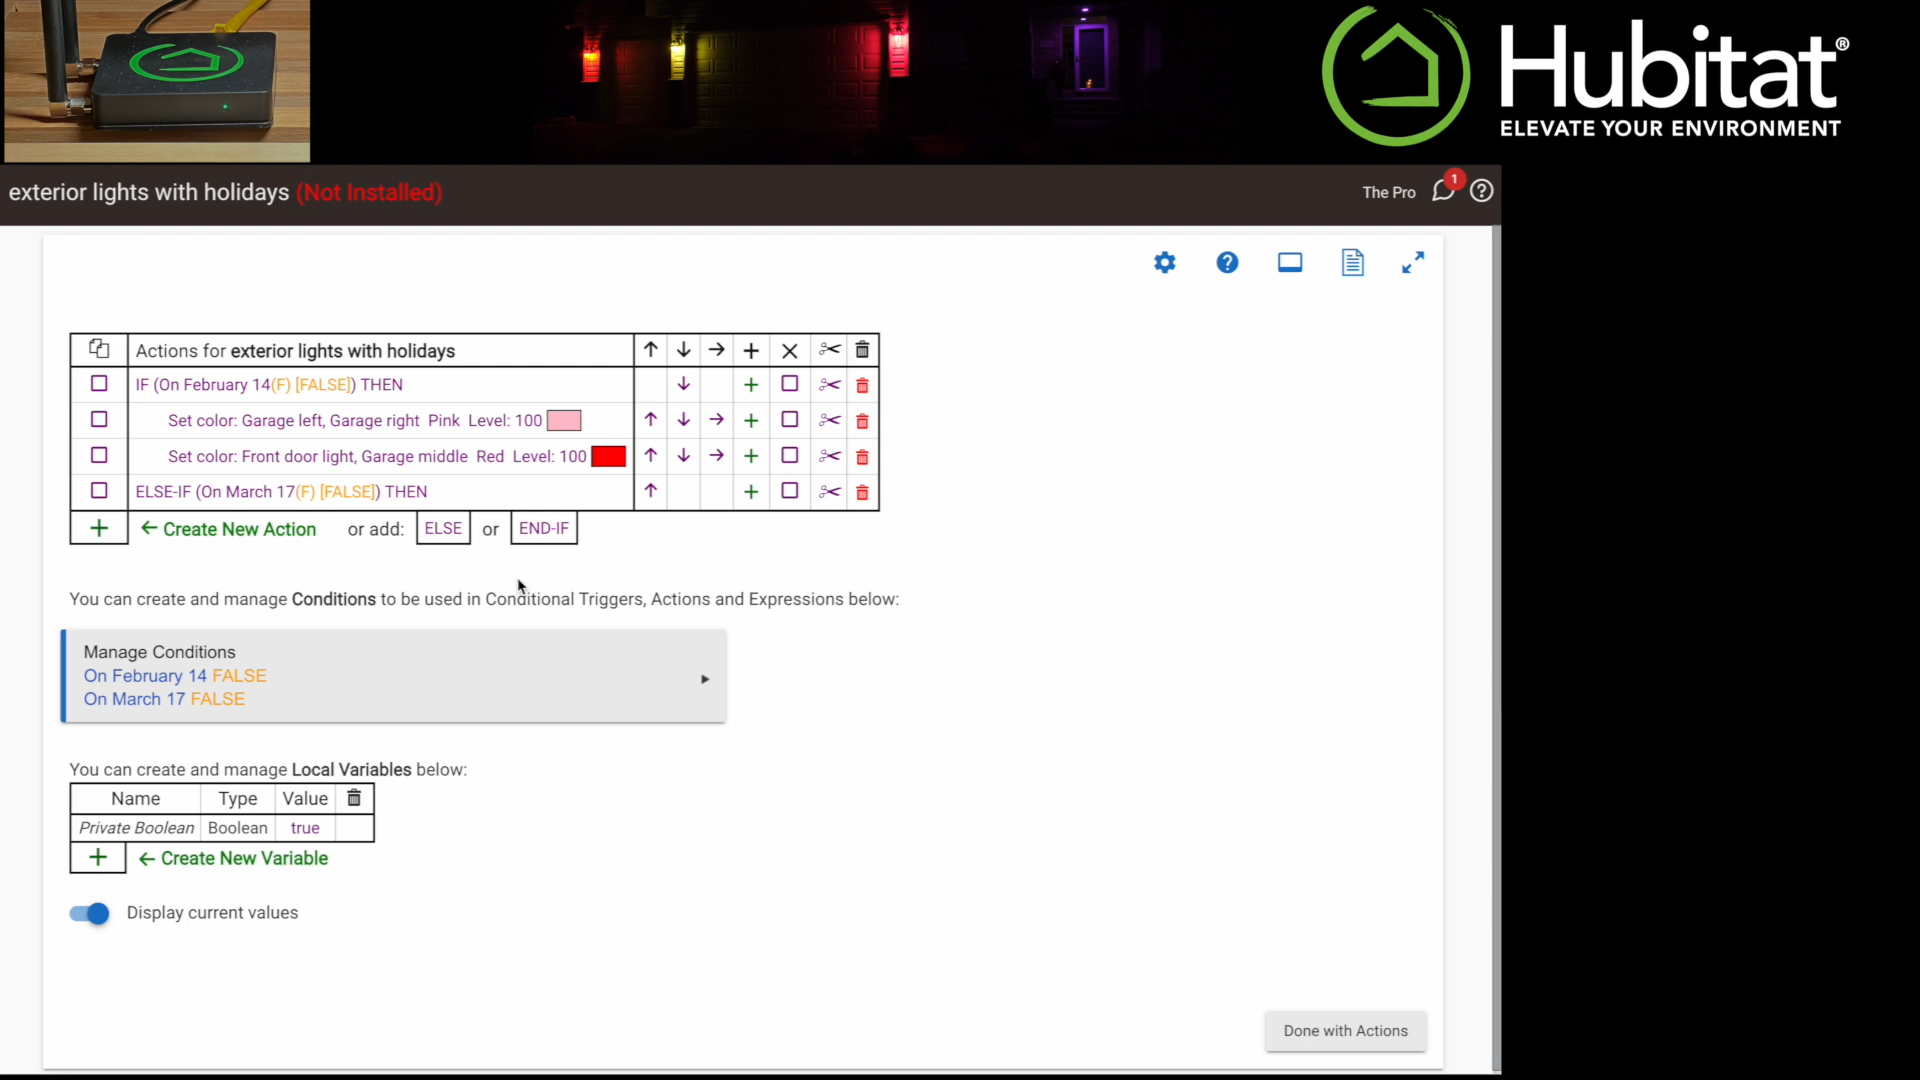 Hubitat®
ELEVATE YOUR ENVIRONMENT
exterior lights with holidays (Not Installed)
The Pro
1
Actions for exterior lights with holidays
IF (On February 14(F) [FALSE]) THEN
Set color: Garage left, Garage right Pink Level: 100
Set color: Front door light, Garage middle Red Level: 100
ELSE-IF (On March 17(F) [FALSE]) THEN
+ ← Create New Action or add: ELSE or END-IF
You can create and manage Conditions to be used in Conditional Triggers, Actions and Expressions below:
Manage Conditions
On February 14 FALSE
On March 17 FALSE
You can create and manage Local Variables below:
Name Type Value
Private Boolean Boolean true
+ ← Create New Variable
Display current values
Done with Actions